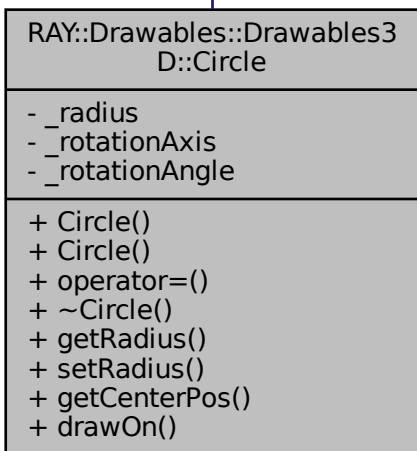 RAY::Drawables::Drawables3
D::Circle
- _radius
- _rotationAxis
- _rotationAngle
+ Circle()
+ Circle()
+ operator=()
+ ~Circle()
+ getRadius()
+ setRadius()
+ getCenterPos()
+ drawOn()